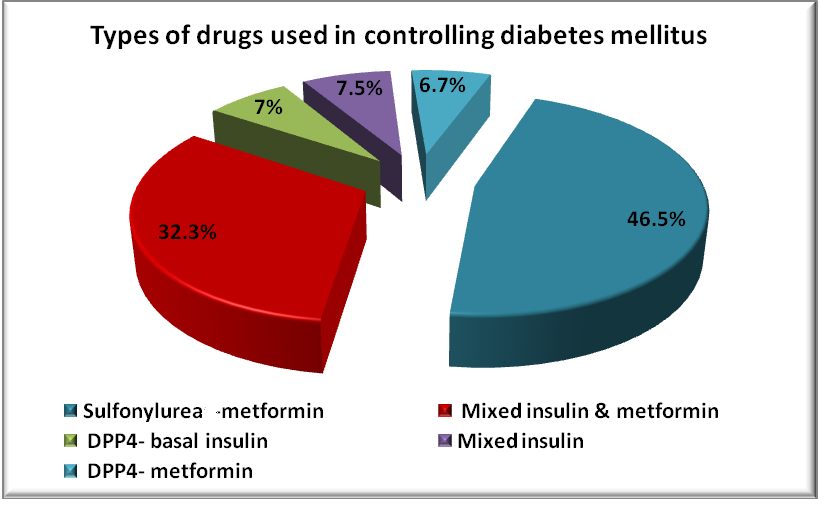 Types of drugs used in controlling diabetes mellitus
7.5%
6.7%
7%
46.5%
32.3%
Sulfonylurea -metformin
Mixed insulin & metformin
DPP4- basal insulin
Mixed insulin
DPP4- metformin